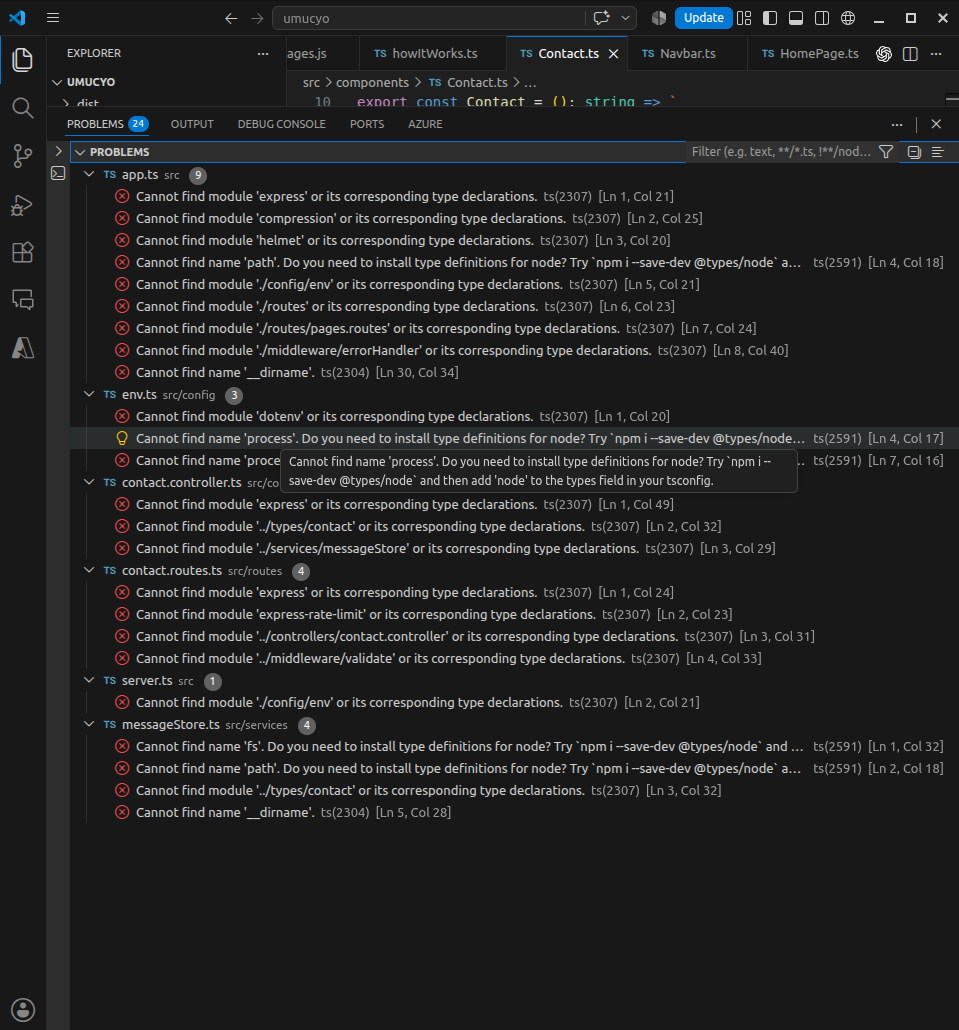 umucyo
Update
EXPLORER
...
ages.js
TS howItWorks.ts
TS Contact.ts
TS Navbar.ts
TS HomePage.ts
...
UMUCYO
src > components > TS Contact.ts > ...
dist
10 export const Contact = (): string => `
PROBLEMS 24
OUTPUT
DEBUG CONSOLE
PORTS
AZURE
...
PROBLEMS
Filter (e.g. text, **/*.ts, !**/nod...
TS app.ts src 9
Cannot find module 'express' or its corresponding type declarations. ts(2307) [Ln 1, Col 21]
Cannot find module 'compression' or its corresponding type declarations. ts(2307) [Ln 2, Col 25]
Cannot find module 'helmet' or its corresponding type declarations. ts(2307) [Ln 3, Col 20]
Cannot find name 'path'. Do you need to install type definitions for node? Try `npm i --save-dev @types/node` a... ts(2591) [Ln 4, Col 18]
Cannot find module './config/env' or its corresponding type declarations. ts(2307) [Ln 5, Col 21]
Cannot find module './routes' or its corresponding type declarations. ts(2307) [Ln 6, Col 23]
Cannot find module './routes/pages.routes' or its corresponding type declarations. ts(2307) [Ln 7, Col 24]
Cannot find module './middleware/errorHandler' or its corresponding type declarations. ts(2307) [Ln 8, Col 40]
Cannot find name '__dirname'. ts(2304) [Ln 30, Col 34]
TS env.ts src/config 3
Cannot find module 'dotenv' or its corresponding type declarations. ts(2307) [Ln 1, Col 20]
Cannot find name 'process'. Do you need to install type definitions for node? Try `npm i --save-dev @types/node... ts(2591) [Ln 4, Col 17]
Cannot find name 'proce ... ts(2591) [Ln 7, Col 16]
Cannot find name 'process'. Do you need to install type definitions for node? Try `npm i --
save-dev @types/node` and then add 'node' to the types field in your tsconfig.
TS contact.controller.ts src/co
Cannot find module 'express' or its corresponding type declarations. ts(2307) [Ln 1, Col 49]
Cannot find module '../types/contact' or its corresponding type declarations. ts(2307) [Ln 2, Col 32]
Cannot find module '../services/messageStore' or its corresponding type declarations. ts(2307) [Ln 3, Col 29]
TS contact.routes.ts src/routes 4
Cannot find module 'express' or its corresponding type declarations. ts(2307) [Ln 1, Col 24]
Cannot find module 'express-rate-limit' or its corresponding type declarations. ts(2307) [Ln 2, Col 23]
Cannot find module '../controllers/contact.controller' or its corresponding type declarations. ts(2307) [Ln 3, Col 31]
Cannot find module '../middleware/validate' or its corresponding type declarations. ts(2307) [Ln 4, Col 33]
TS server.ts src 1
Cannot find module './config/env' or its corresponding type declarations. ts(2307) [Ln 2, Col 21]
TS messageStore.ts src/services 4
Cannot find name 'fs'. Do you need to install type definitions for node? Try `npm i --save-dev @types/node` and ... ts(2591) [Ln 1, Col 32]
Cannot find name 'path'. Do you need to install type definitions for node? Try `npm i --save-dev @types/node` a... ts(2591) [Ln 2, Col 18]
Cannot find module '../types/contact' or its corresponding type declarations. ts(2307) [Ln 3, Col 32]
Cannot find name '__dirname'. ts(2304) [Ln 5, Col 28]